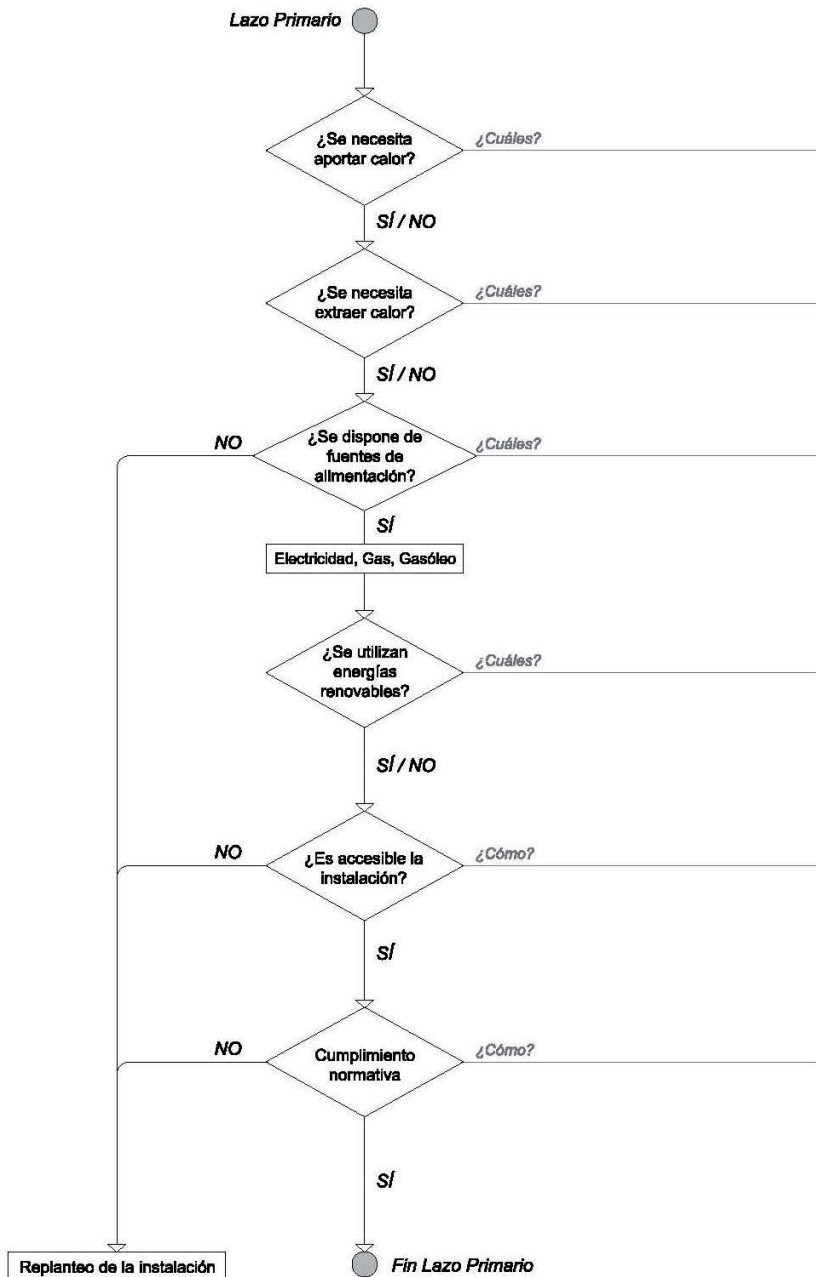 Lazo Primario
¿Se necesita
aportar calor?
¿Cuáles?
SÍ / NO
¿Se necesita
extraer calor?
¿Cuáles?
SÍ / NO
NO
¿Se dispone de
fuentes de
alimentación?
¿Cuáles?
SÍ
Electricidad, Gas, Gasóleo
¿Se utilizan
energías
renovables?
¿Cuáles?
SÍ / NO
NO
¿Es accesible la
instalación?
¿Cómo?
SÍ
NO
Cumplimiento
normativa
¿Cómo?
SÍ
Replanteo de la instalación
Fin Lazo Primario